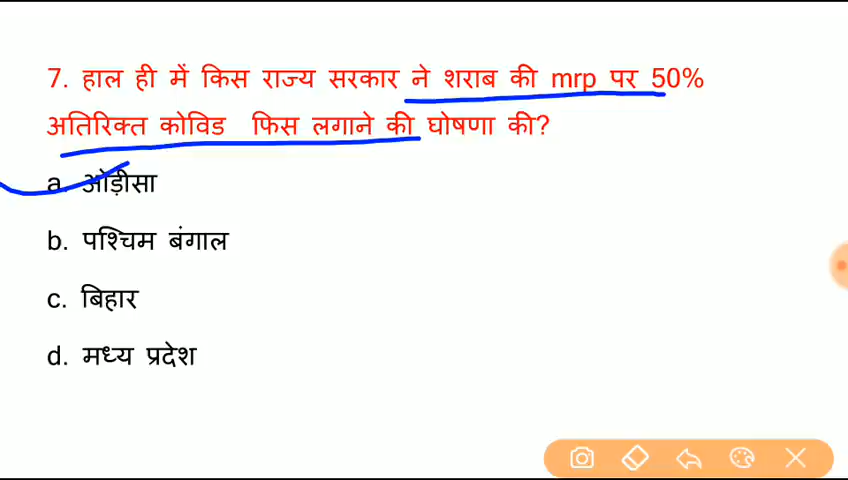 7. हाल ही में किस राज्य सरकार ने शराब की mrp पर 50%
अतिरिक्त कोविड फिस लगाने की घोषणा की?
a. ओड़ीसा
b. पश्चिम बंगाल
c. बिहार
d. मध्य प्रदेश